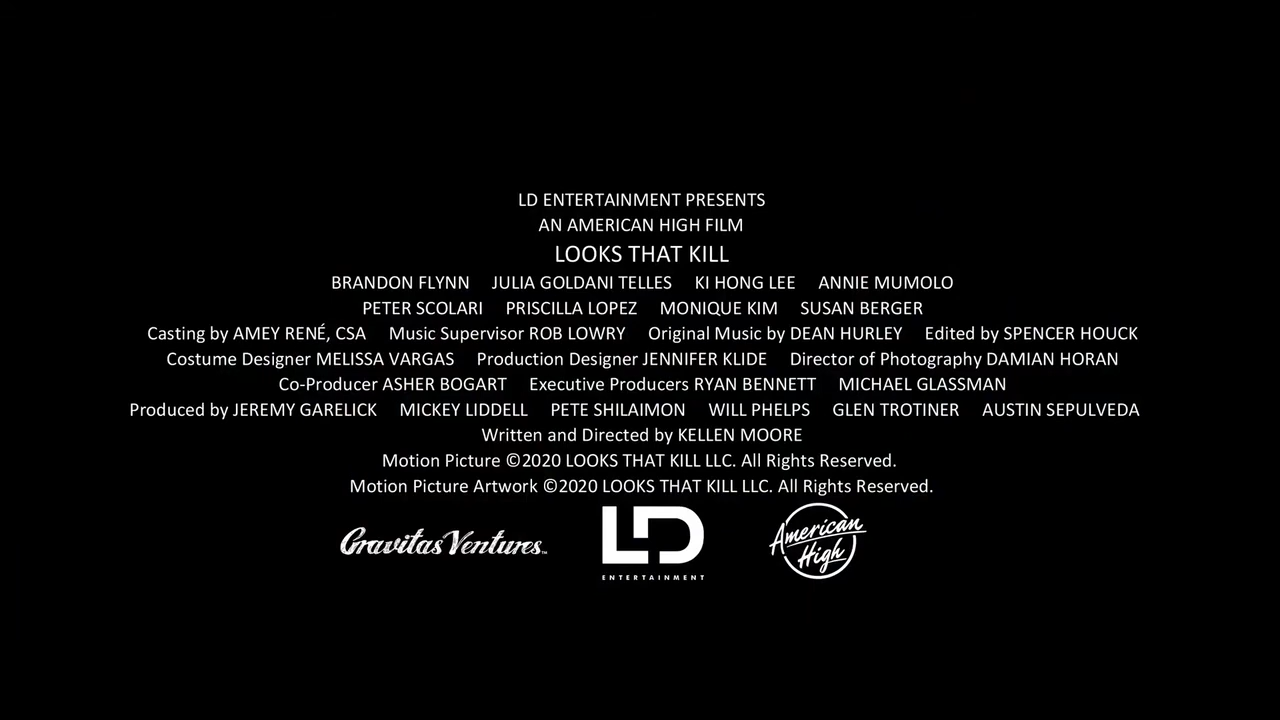 LD ENTERTAINMENT PRESENTS
AN AMERICAN HIGH FILM
LOOKS THAT KILL
BRANDON FLYNN JULIA GOLDANI TELLES KI HONG LEE ANNIE MUMOLO
PETER SCOLARI PRISCILLA LOPEZ MONIQUE KIM SUSAN BERGER
Casting by AMEY RENÉ, CSA Music Supervisor ROB LOWRY Original Music by DEAN HURLEY Edited by SPENCER HOUCK
Costume Designer MELISSA VARGAS Production Designer JENNIFER KLIDE Director of Photography DAMIAN HORAN
Co-Producer ASHER BOGART Executive Producers RYAN BENNETT MICHAEL GLASSMAN
Produced by JEREMY GARELICK MICKEY LIDDELL PETE SHILAIMON WILL PHELPS GLEN TROTINER AUSTIN SEPULVEDA
Written and Directed by KELLEN MOORE
Motion Picture ©2020 LOOKS THAT KILL LLC. All Rights Reserved.
Motion Picture Artwork ©2020 LOOKS THAT KILL LLC. All Rights Reserved.
Gravitas Ventures™
LD
ENTERTAINMENT
American
High